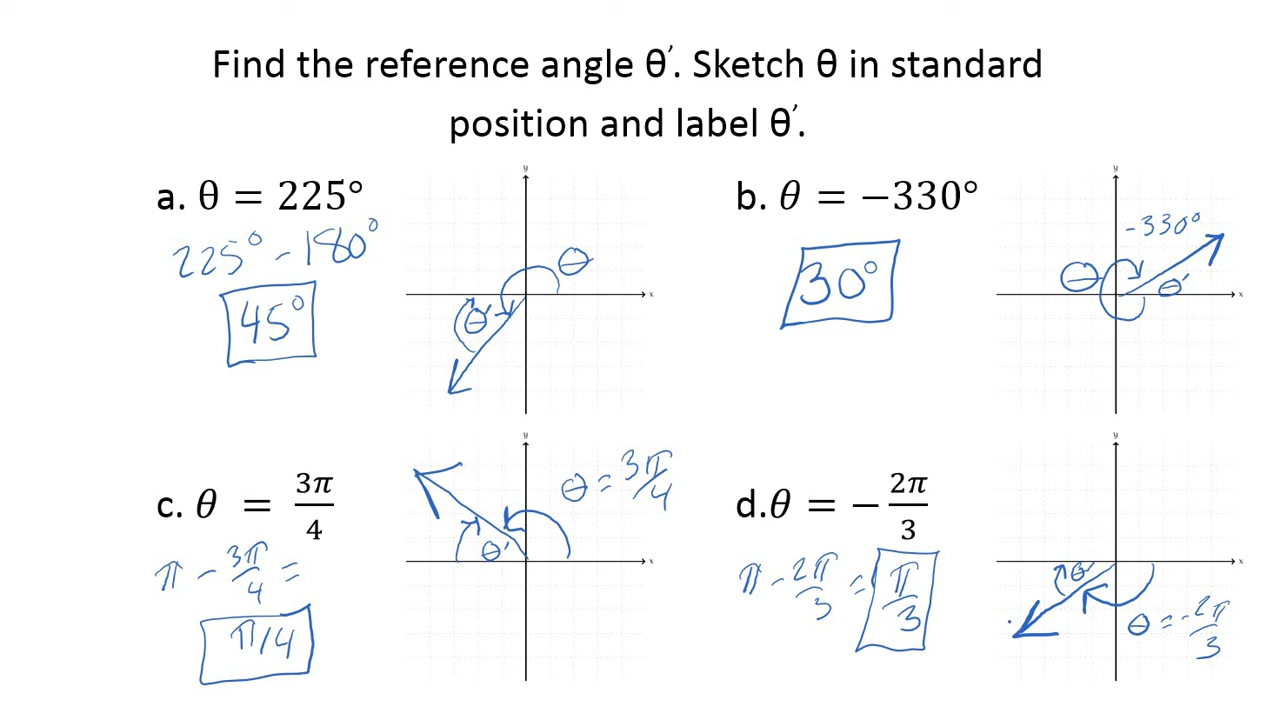 Find the reference angle θ′. Sketch θ in standard
position and label θ′.
a. θ = 225°
225° - 180°
45°
y
x
θ
θ'
b. θ = −330°
30°
y
x
-330°
θ
θ'
c. θ = 3π/4
π - 3π/4 =
π/4
y
x
θ = 3π/4
θ'
d.θ = −2π/3
π - 2π/3 = π/3
y
x
θ'
θ = -2π/3